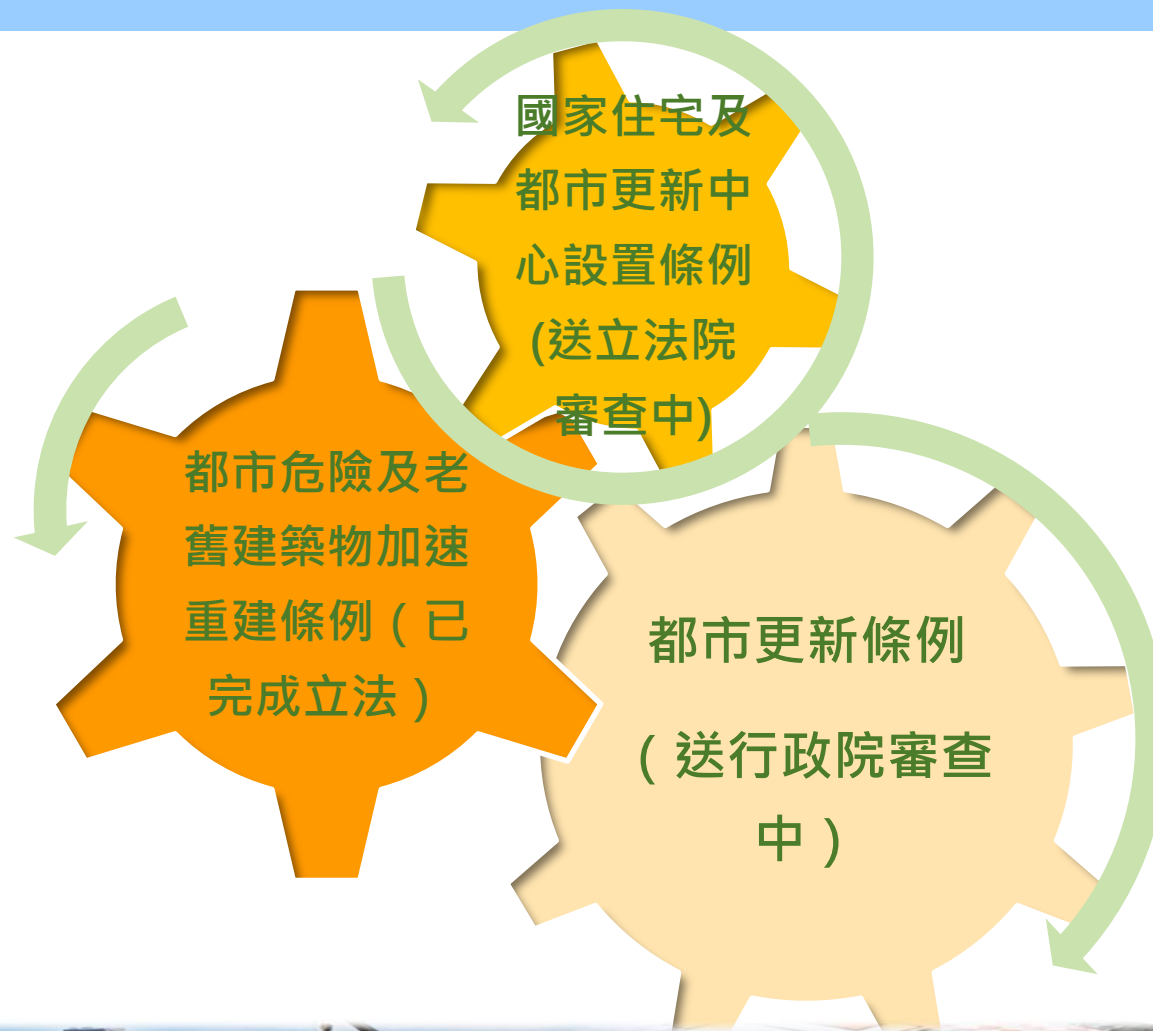 國家住宅及
都市更新中
心設置條例
(送立法院
審查中)
都市危險及老
舊建築物加速
重建條例（已
完成立法）
都市更新條例
（送行政院審查
中）